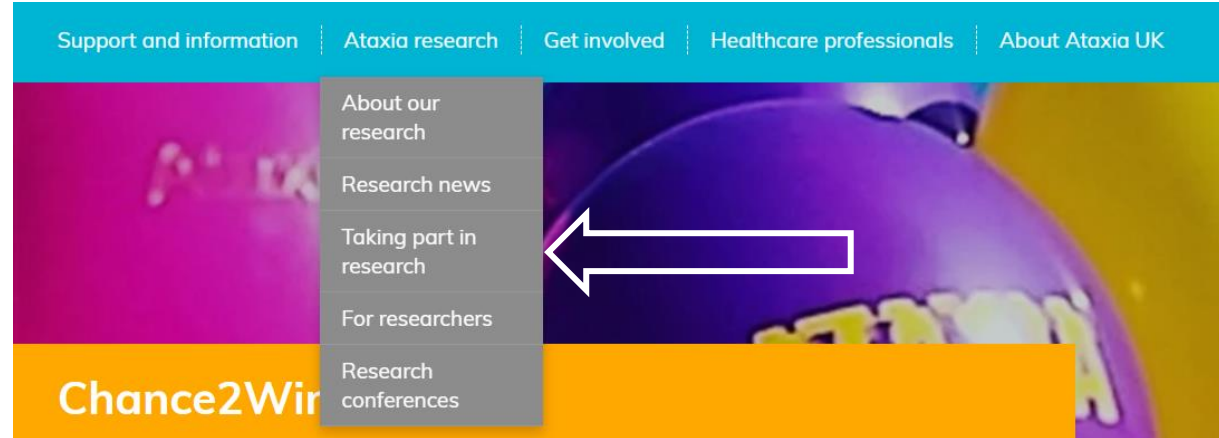 Support and information
Ataxia research
Get involved
Healthcare professionals
About Ataxia UK
About our
research
Research news
Taking part in
research
For researchers
Research
conferences